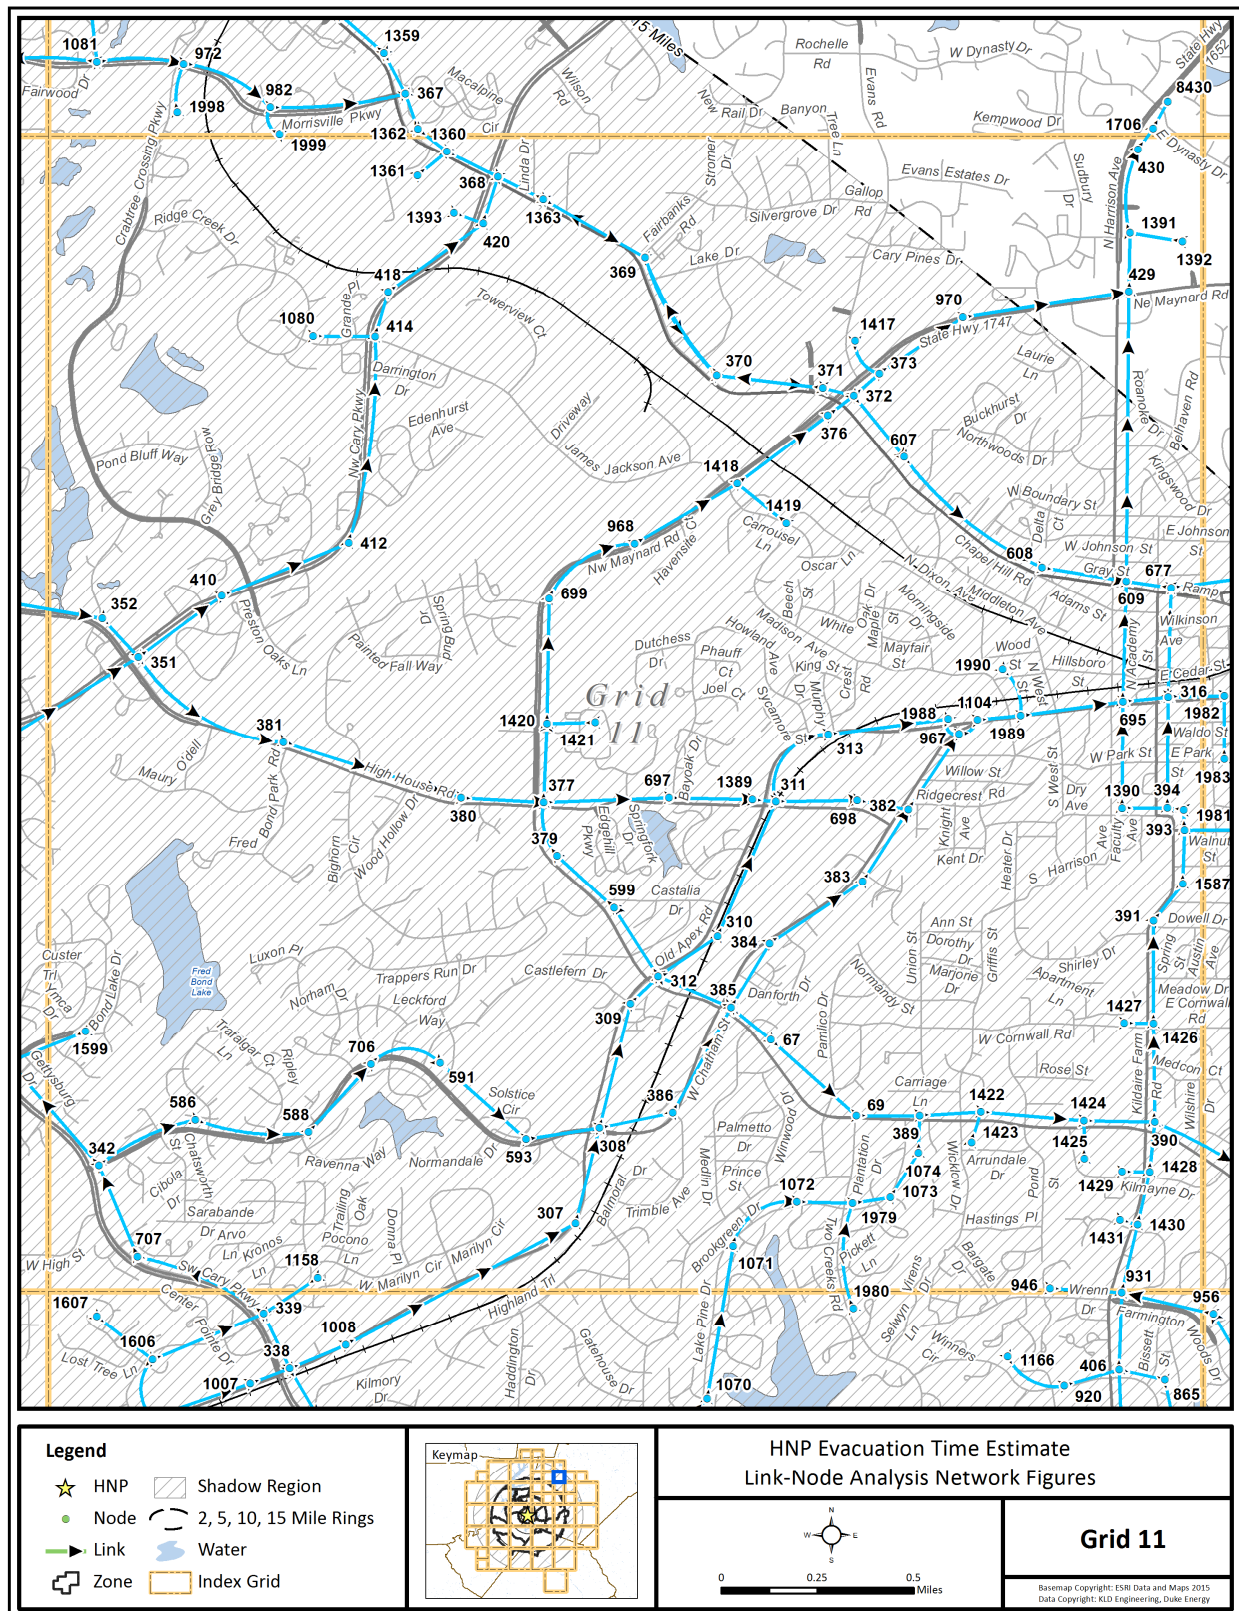 15 Miles
State Hwy 1652
1081
972
1359
Fairwood Dr
982
367
Macalpine Cir
Wilson Rd
Rochelle Rd
W Dynasty Dr
1998
Morrisville Pkwy
1999
1362
1360
New Rail Dr
Banyon Tree Ln
Evans Rd
Kempwood Dr
8430
1706
E Dynasty Dr
430
Crabtree Crossing Pkwy
1361
368
Linda Dr
Stromer Dr
Evans Estates Dr
Sudbury Dr
N Harrison Ave
Ridge Creek Dr
1393
420
1363
Fairbanks Rd
Silvergrove Dr
Gallop Rd
1391
1392
369
Lake Dr
Cary Pines Dr
418
Grande Pl
1080
414
Towerview Ct
429
Ne Maynard Rd
970
State Hwy 1747
1417
373
Laurie Ln
370
371
372
376
Darrington Dr
Edenhurst Ave
Nw Cary Pkwy
Driveway
James Jackson Ave
Buckhurst Dr
Northwoods Dr
607
Roanoke Dr
Belhaven Rd
Kingswood Dr
Pond Bluff Way
Grey Bridge Row
1418
1419
Carrousel Ln
W Boundary St
Delta Ct
E Johnson St
412
968
Nw Maynard Rd
Havensite Ct
Oscar Ln
N Dixon Ave
Chapel Hill Rd
608
W Johnson St
Gray St
677
Ramp
609
410
699
352
351
Preston Oaks Ln
Painted Fall Way
Spring Bud Dr
Beech St
Madison Ave
White Oak Dr
Maple St
Morningside Dr
Middleton Ave
Adams St
Wilkinson Ave
Howland Ave
Mayfair St
King St
Dutchess Dr
Phauff Ct
Joel Ct
Crest Rd
Murphy Dr
Sycamore St
Wood St
Hillsboro St
N West St
N Academy St
E Cedar St
1990
Grid 11
1420
1421
1988
1104
967
1989
695
316
1982
381
313
Waldo St
E Park St
W Park St
1983
Maury O'dell
High House Rd
Bond Park Rd
Fred
380
377
697
Bayoak Dr
1389
311
698
382
Willow St
Ridgecrest Rd
S West St
Dry Ave
1390
394
1981
393
Walnut St
379
Edgehill Pkwy
Springfork Dr
Knight Ave
Kent Dr
Heater Dr
S Harrison Ave
Faculty Ave
Bighorn Cir
Wood Hollow Dr
599
Castalia Dr
383
1587
391
Dowell Dr
310
384
Old Apex Rd
Ann St
Dorothy Dr
Marjorie Dr
Union St
Griffis St
Shirley Dr
Apartment Ln
Spring St
Austin Ave
Custer Trl
Ymca Dr
Bond Lake Dr
Fred Bond Lake
Luxon Pl
Trappers Run Dr
Castlefern Dr
312
385
Danforth Dr
Normandy St
Meadow Dr
E Cornwall Rd
Norham Dr
Leckford Way
309
Pamlico Dr
W Cornwall Rd
1427
1426
Medcon Ct
1599
Gettysburg Dr
Trafalgar Ln
Ripley Ct
706
591
Solstice Cir
386
W Chatham St
67
Carriage Ln
Rose St
Kildaire Farm Rd
Wilshire Dr
586
588
593
308
69
389
1422
1423
1424
1425
390
342
Chatsworth St
Cibola Dr
Ravenna Way
Normandale Dr
Palmetto Dr
Winwood Dr
Plantation Dr
1074
Wicklow Dr
Arrundale Dr
Pond St
1428
1429
Kilmayne Dr
Prince St
Merlin Dr
1072
1073
1979
Sarabande Dr
Arvo Ln
Trailing Oak
Donna Pl
Balmoral Dr
Trimble Ave
307
Hastings Pl
1430
1431
707
Kronos Ln
Pocono Ln
1158
W Marilyn Cir
Marilyn Cir
Brookgreen Dr
1071
Two Creeks Rd
Pickett Ln
Virens Dr
Bargate Dr
W High St
Sw Cary Pkwy
1980
946
Wrenn Dr
931
956
Farmington
1607
Center Pointe Dr
339
Highland Trl
Selwyn Ln
Winners Cir
1606
Lost Tree Ln
338
1008
1007
Kilmory Dr
Haddington Dr
Gatehouse Dr
Lake Pine Dr
1070
1166
920
406
Bissett St
865
Woods Dr
Legend
HNP
Node
Link
Zone
Shadow Region
2, 5, 10, 15 Mile Rings
Water
Index Grid
Keymap
HNP Evacuation Time Estimate
Link-Node Analysis Network Figures
N
W
E
S
0
0.25
0.5
Miles
Grid 11
Basemap Copyright: ESRI Data and Maps 2015
Data Copyright: KLD Engineering, Duke Energy